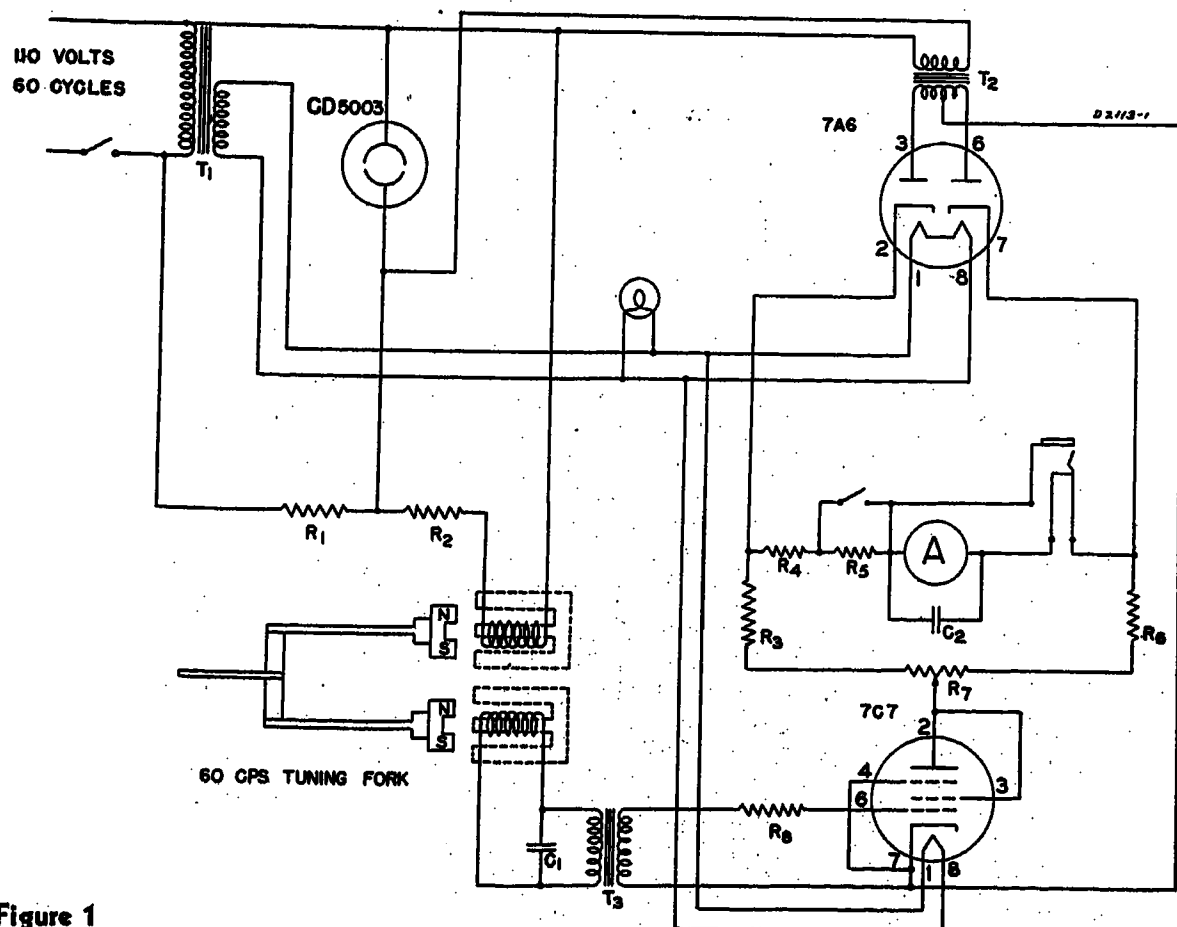 110 VOLTS
60 CYCLES
T1
CD5003
T2
7A6
D2113-1
3
6
2
7
1
8
R1
R2
R4
R5
A
C2
R3
R6
R7
N
S
N
S
60 CPS TUNING FORK
7C7
2
4
3
6
R8
7
1
8
C1
T3
Figure 1